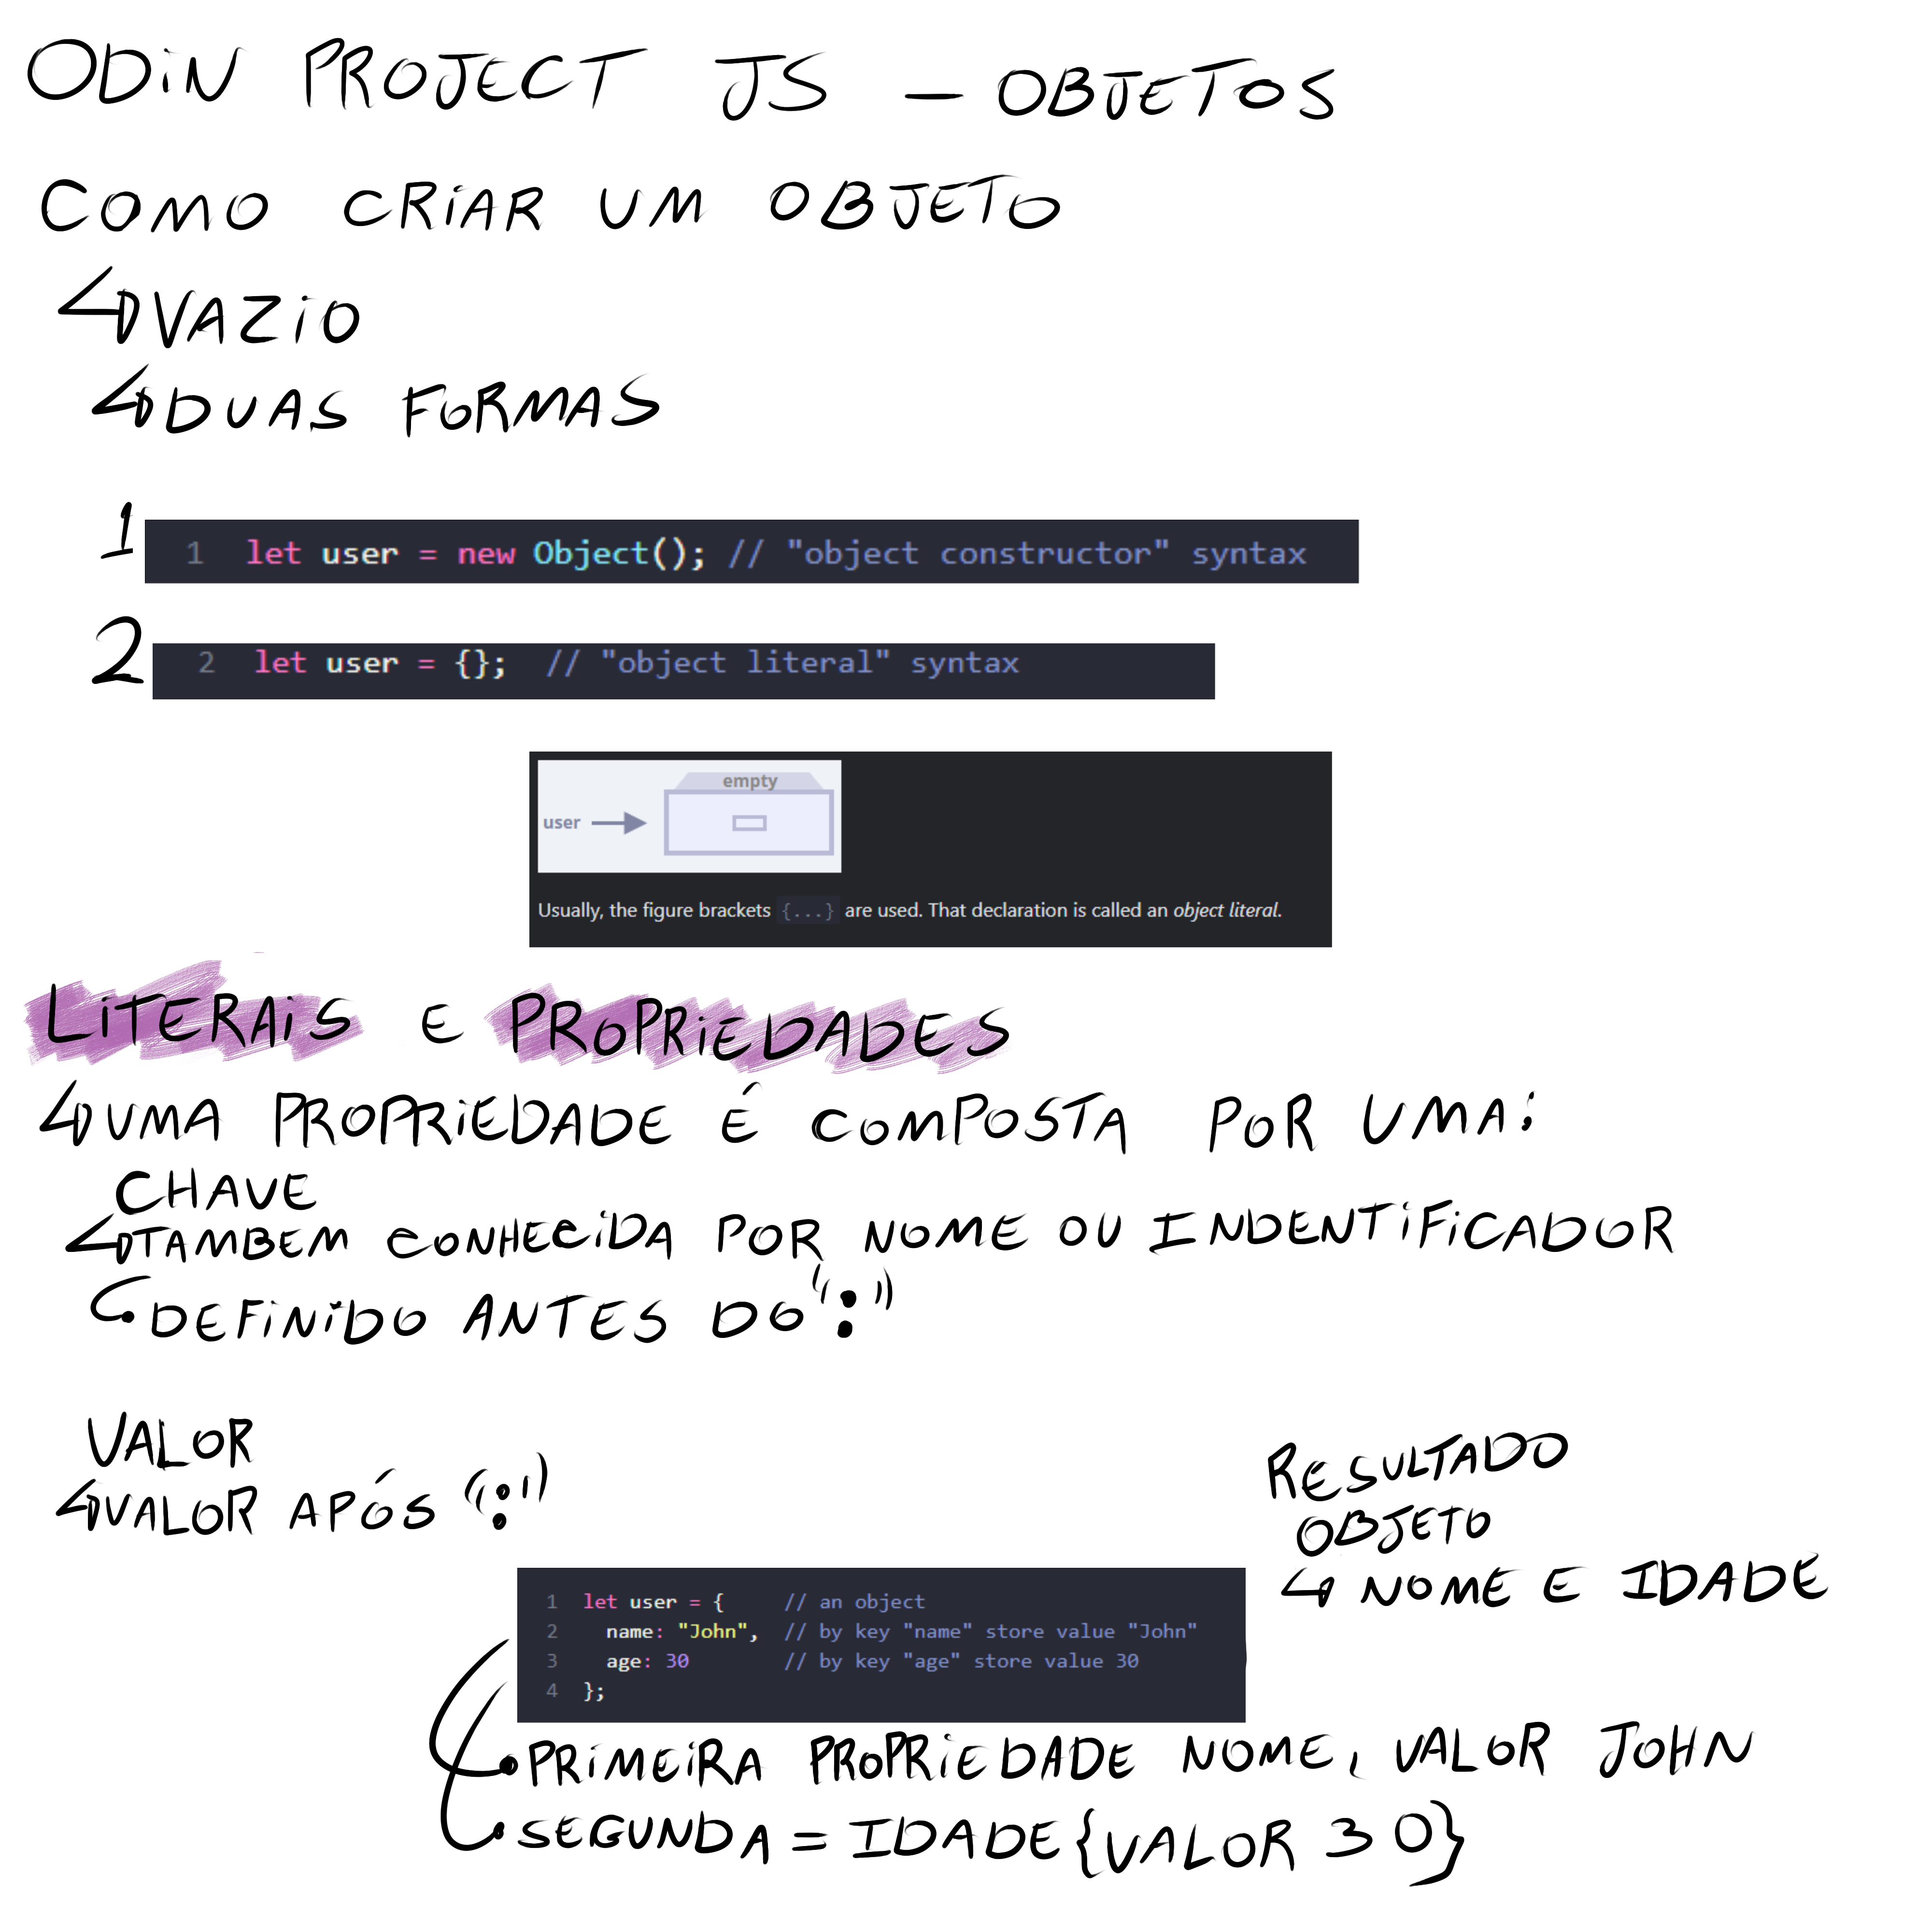 ODIN PROJECT JS - OBJETOS
COMO CRIAR UM OBJETO
VAZIO
DUAS FORMAS
1
1 let user = new Object(); // "object constructor" syntax
2
2 let user = {}; // "object literal" syntax
empty
user
Usually, the figure brackets {...} are used. That declaration is called an object literal.
LITERAIS E PROPRIEDADES
UMA PROPRIEDADE É COMPOSTA POR UMA:
CHAVE
TAMBEM CONHECIDA POR NOME OU INDENTIFICADOR
DEFINIDO ANTES DO ":"
VALOR
VALOR APÓS ":"
RESULTADO
OBJETO
NOME E IDADE
1 let user = { // an object
2 name: "John", // by key "name" store value "John"
3 age: 30 // by key "age" store value 30
4 };
PRIMEIRA PROPRIEDADE NOME, VALOR JOHN
SEGUNDA = IDADE {VALOR 30}